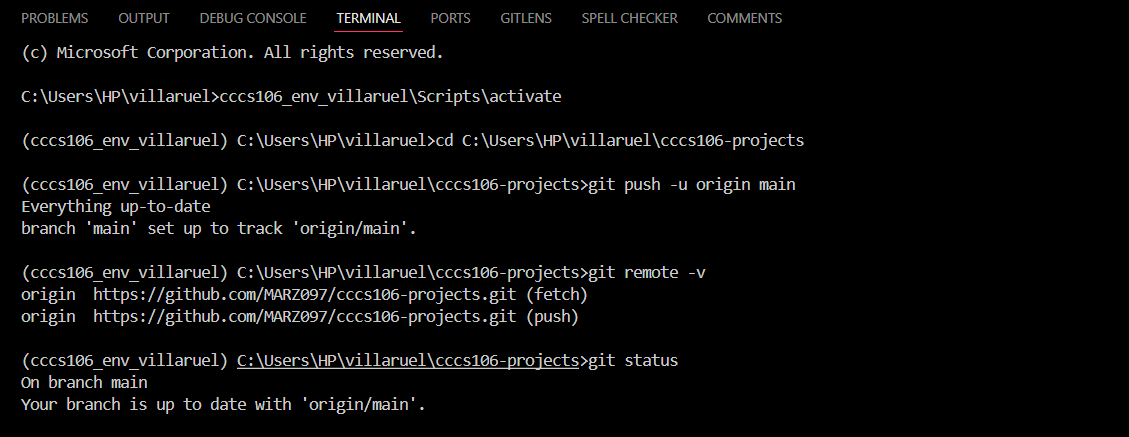 PROBLEMS OUTPUT DEBUG CONSOLE TERMINAL PORTS GITLENS SPELL CHECKER COMMENTS
(c) Microsoft Corporation. All rights reserved.
C:\Users\HP\villaruel>cccs106_env_villaruel\Scripts\activate
(cccs106_env_villaruel) C:\Users\HP\villaruel>cd C:\Users\HP\villaruel\cccs106-projects
(cccs106_env_villaruel) C:\Users\HP\villaruel\cccs106-projects>git push -u origin main
Everything up-to-date
branch 'main' set up to track 'origin/main'.
(cccs106_env_villaruel) C:\Users\HP\villaruel\cccs106-projects>git remote -v
origin  https://github.com/MARZ097/cccs106-projects.git (fetch)
origin  https://github.com/MARZ097/cccs106-projects.git (push)
(cccs106_env_villaruel) C:\Users\HP\villaruel\cccs106-projects>git status
On branch main
Your branch is up to date with 'origin/main'.